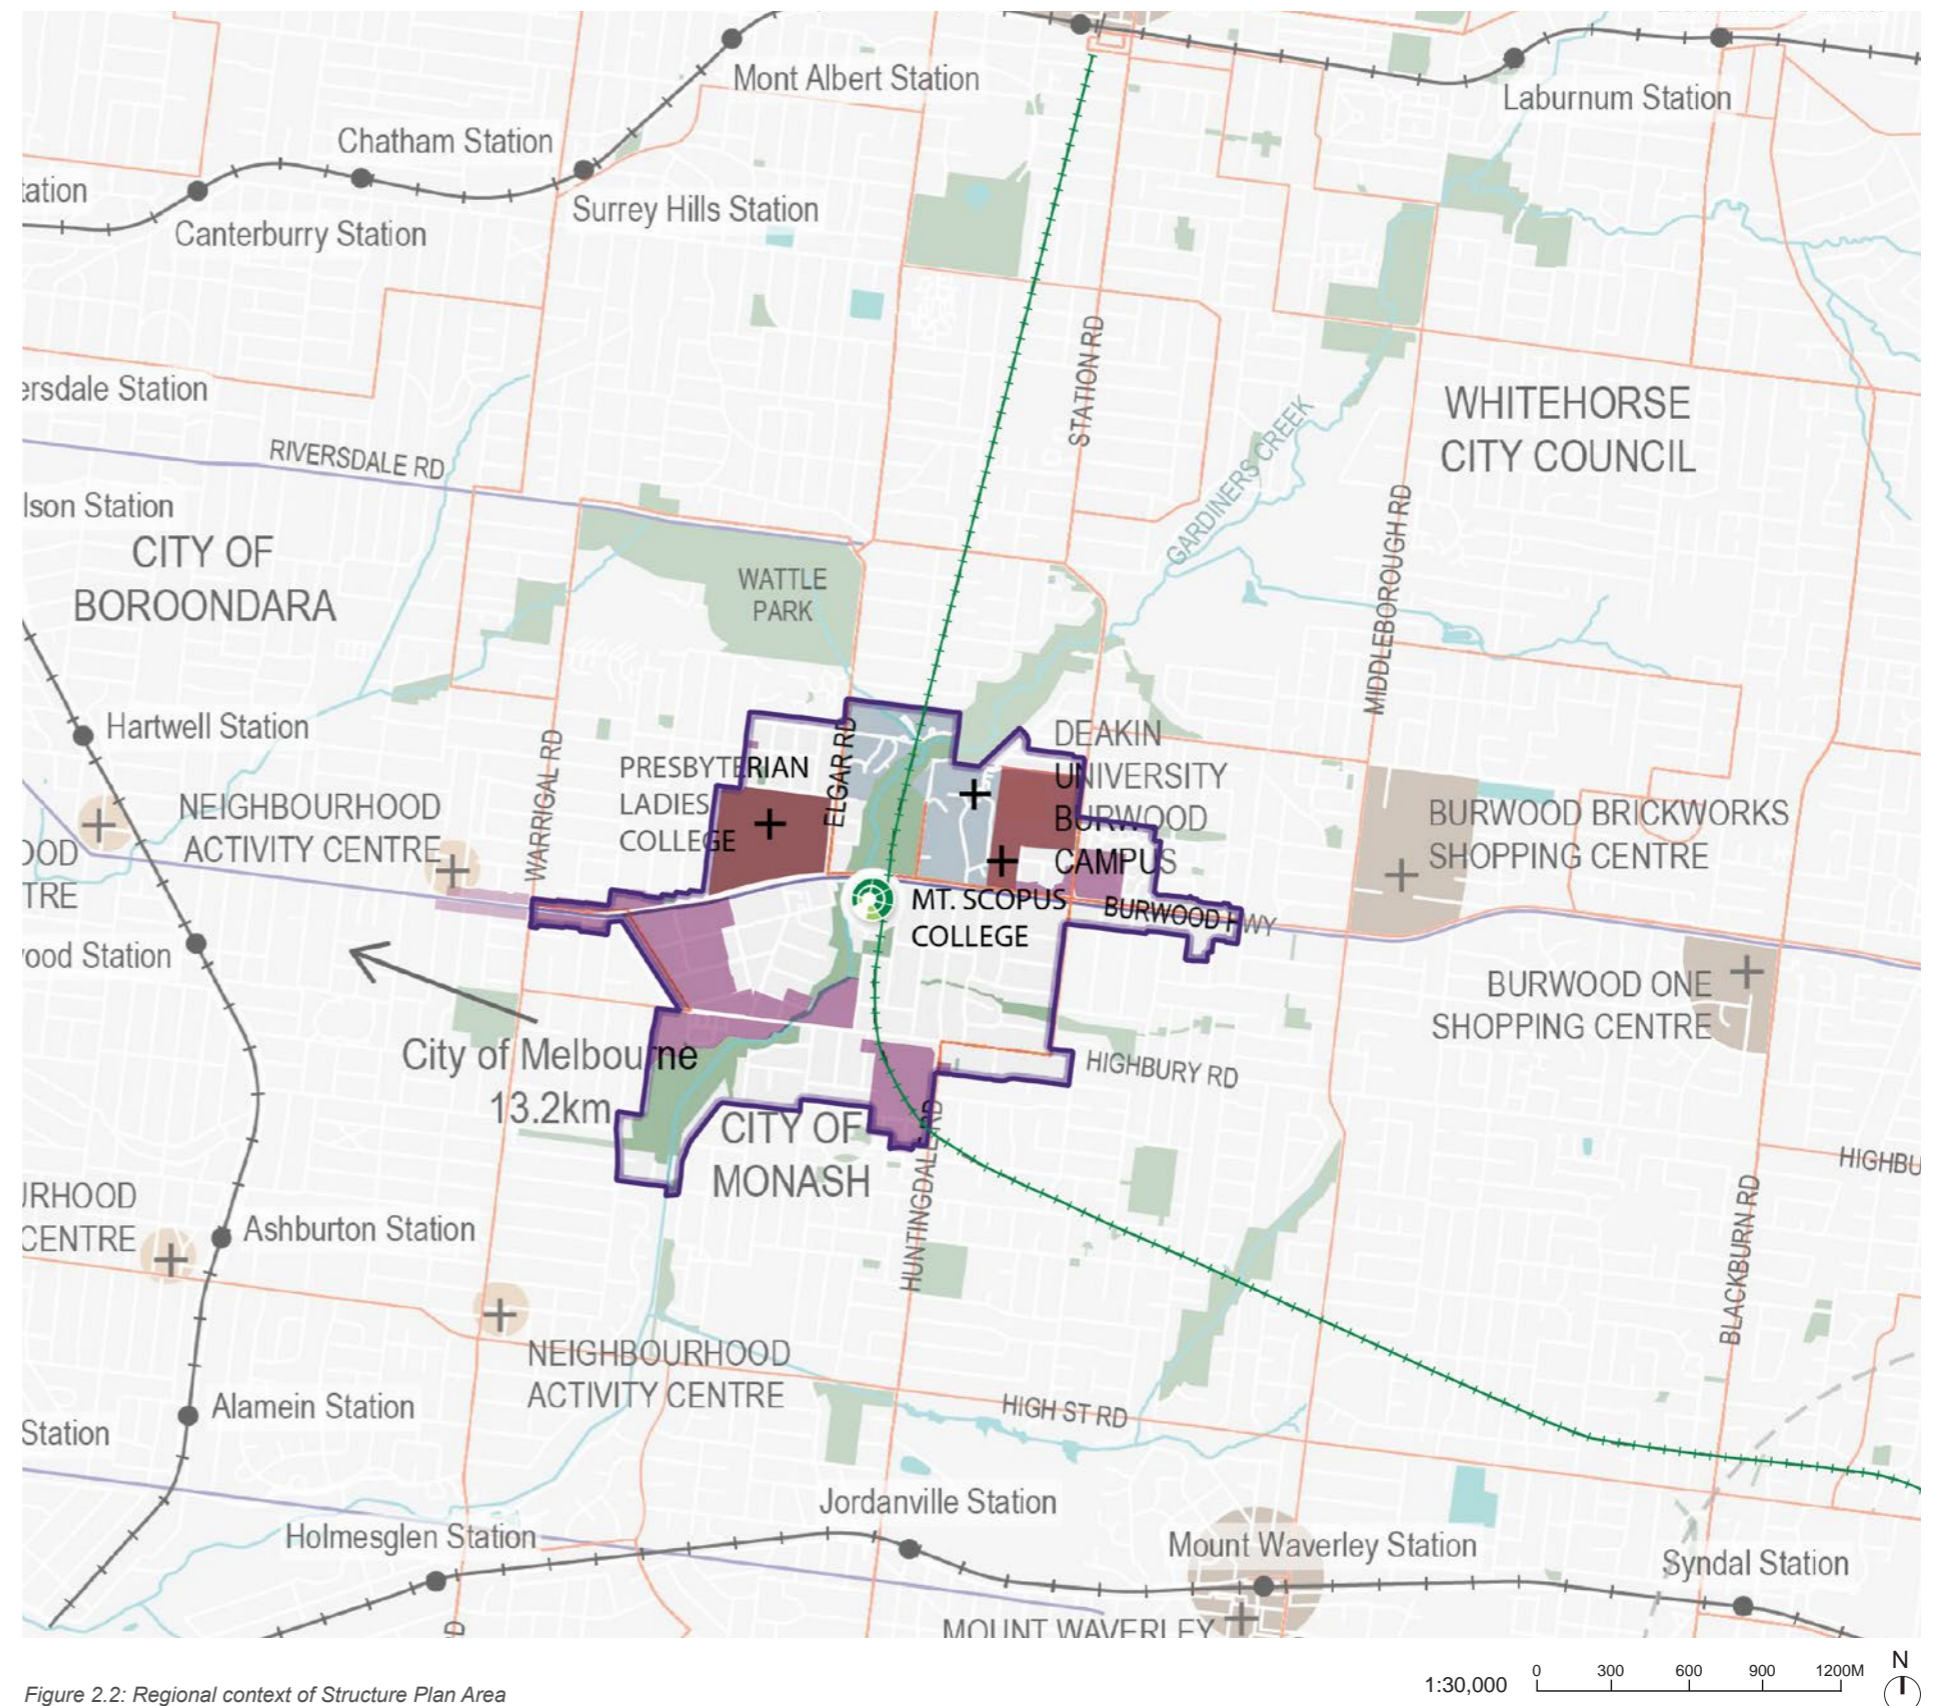 Mont Albert Station
Laburnum Station
Chatham Station
tation
Surrey Hills Station
Canterburry Station
ersdale Station
STATION RD
WHITEHORSE
CITY COUNCIL
RIVERSDALE RD
GARDINERS CREEK
lson Station
CITY OF
BOROONDARA
MIDDLEBOROUGH RD
WATTLE
PARK
Hartwell Station
WARRIGAL RD
ELGAR RD
PRESBYTERIAN
LADIES
COLLEGE
DEAKIN
UNIVERSITY
BURWOOD
CAMPUS
NEIGHBOURHOOD
ACTIVITY CENTRE
BURWOOD BRICKWORKS
SHOPPING CENTRE
OOD
TRE
MT. SCOPUS
COLLEGE
BURWOOD HWY
ood Station
BURWOOD ONE
SHOPPING CENTRE
City of Melbourne
13.2km
HIGHBURY RD
CITY OF
MONASH
HUNTINGDALE RD
HIGHBU
BLACKBURN RD
URHOOD
CENTRE
Ashburton Station
NEIGHBOURHOOD
ACTIVITY CENTRE
Alamein Station
HIGH ST RD
Station
Jordanville Station
Holmesglen Station
Mount Waverley Station
Syndal Station
MOUNT WAVERLEY
D
Figure 2.2: Regional context of Structure Plan Area
1:30,000
0 300 600 900 1200M
N